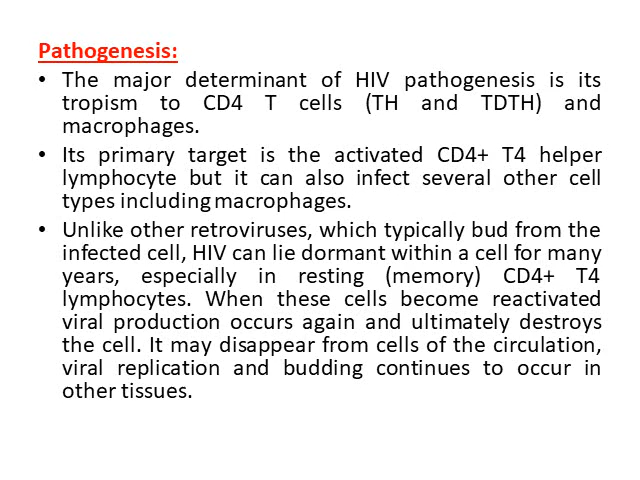 Pathogenesis:
• The major determinant of HIV pathogenesis is its
tropism to CD4 T cells (TH and TDTH) and
macrophages.
• Its primary target is the activated CD4+ T4 helper
lymphocyte but it can also infect several other cell
types including macrophages.
• Unlike other retroviruses, which typically bud from the
infected cell, HIV can lie dormant within a cell for many
years, especially in resting (memory) CD4+ T4
lymphocytes. When these cells become reactivated
viral production occurs again and ultimately destroys
the cell. It may disappear from cells of the circulation,
viral replication and budding continues to occur in
other tissues.